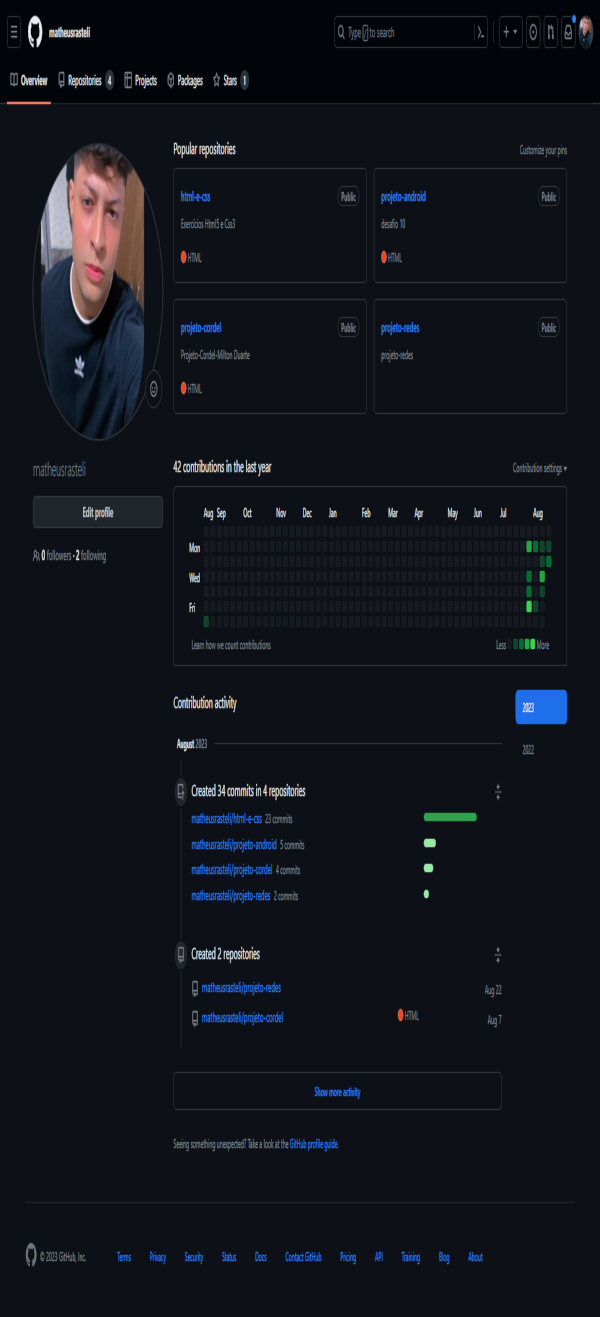 matheusrasteli
Type / to search
Overview Repositories 4 Projects Packages Stars 1
Popular repositories Customize your pins
html-e-css Public
Exercícios Html5 e Css3
HTML
projeto-android Public
desafio 10
HTML
projeto-cordel Public
Projeto-Cordel-Milton Duarte
HTML
projeto-redes Public
projeto-redes
matheusrasteli
Edit profile
0 followers · 2 following
42 contributions in the last year Contribution settings
Aug Sep Oct Nov Dec Jan Feb Mar Apr May Jun Jul Aug
Mon
Wed
Fri
Learn how we count contributions Less More
Contribution activity
2023
2022
August 2023
Created 34 commits in 4 repositories
matheusrasteli/html-e-css 23 commits
matheusrasteli/projeto-android 5 commits
matheusrasteli/projeto-cordel 4 commits
matheusrasteli/projeto-redes 2 commits
Created 2 repositories
matheusrasteli/projeto-redes Aug 22
matheusrasteli/projeto-cordel HTML Aug 7
Show more activity
Seeing something unexpected? Take a look at the GitHub profile guide.
© 2023 GitHub, Inc. Terms Privacy Security Status Docs Contact GitHub Pricing API Training Blog About